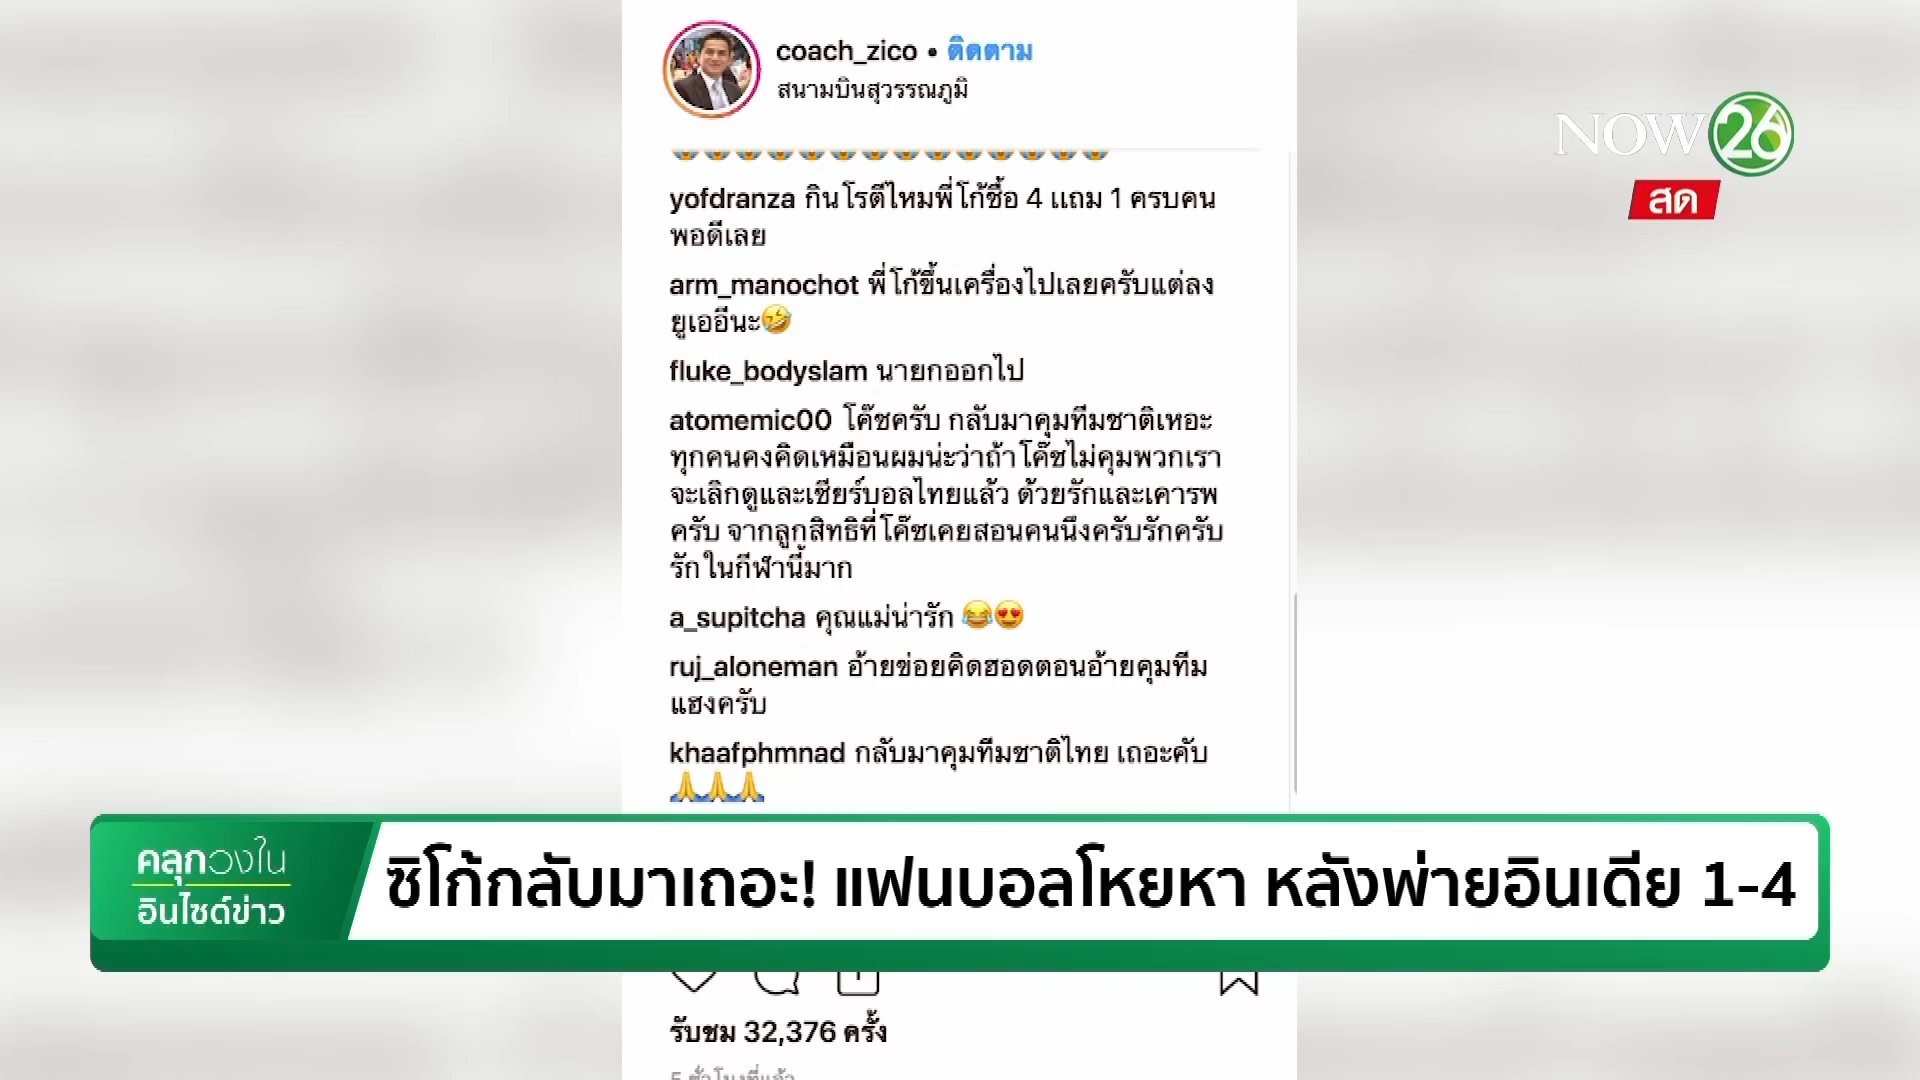 coach_zico • ติดตาม
สนามบินสุวรรณภูมิ
NOW26
สด
yofdranza กินโรตีไหมพี่โก้ซื้อ 4 แถม 1 ครบคน
พอดีเลย
arm_manochot พี่โก้ขึ้นเครื่องไปเลยครับแต่ลง
ยูเออีนะ🤣
fluke_bodyslam นายกออกไป
atomemic00 โค๊ชครับ กลับมาคุมทีมชาติเหอะ
ทุกคนคงคิดเหมือนผมน่ะว่าถ้าโค๊ชไม่คุมพวกเรา
จะเลิกดูและเชียร์บอลไทยแล้ว ด้วยรักและเคารพ
ครับ จากลูกสิทธิที่โค๊ชเคยสอนคนนึงครับรักครับ
รักในกีฬานี้มาก
a_supitcha คุณแม่น่ารัก 😂😍
ruj_aloneman อ้ายข่อยคิดฮอดตอนอ้ายคุมทีม
แฮงครับ
khaafphmnad กลับมาคุมทีมชาติไทย เถอะคับ
🙏🙏🙏
คลุกวงใน
อินไซด์ข่าว
ซิโก้กลับมาเถอะ! แฟนบอลโหยหา หลังพ่ายอินเดีย 1-4
รับชม 32,376 ครั้ง
5 ชั่วโมงที่แล้ว